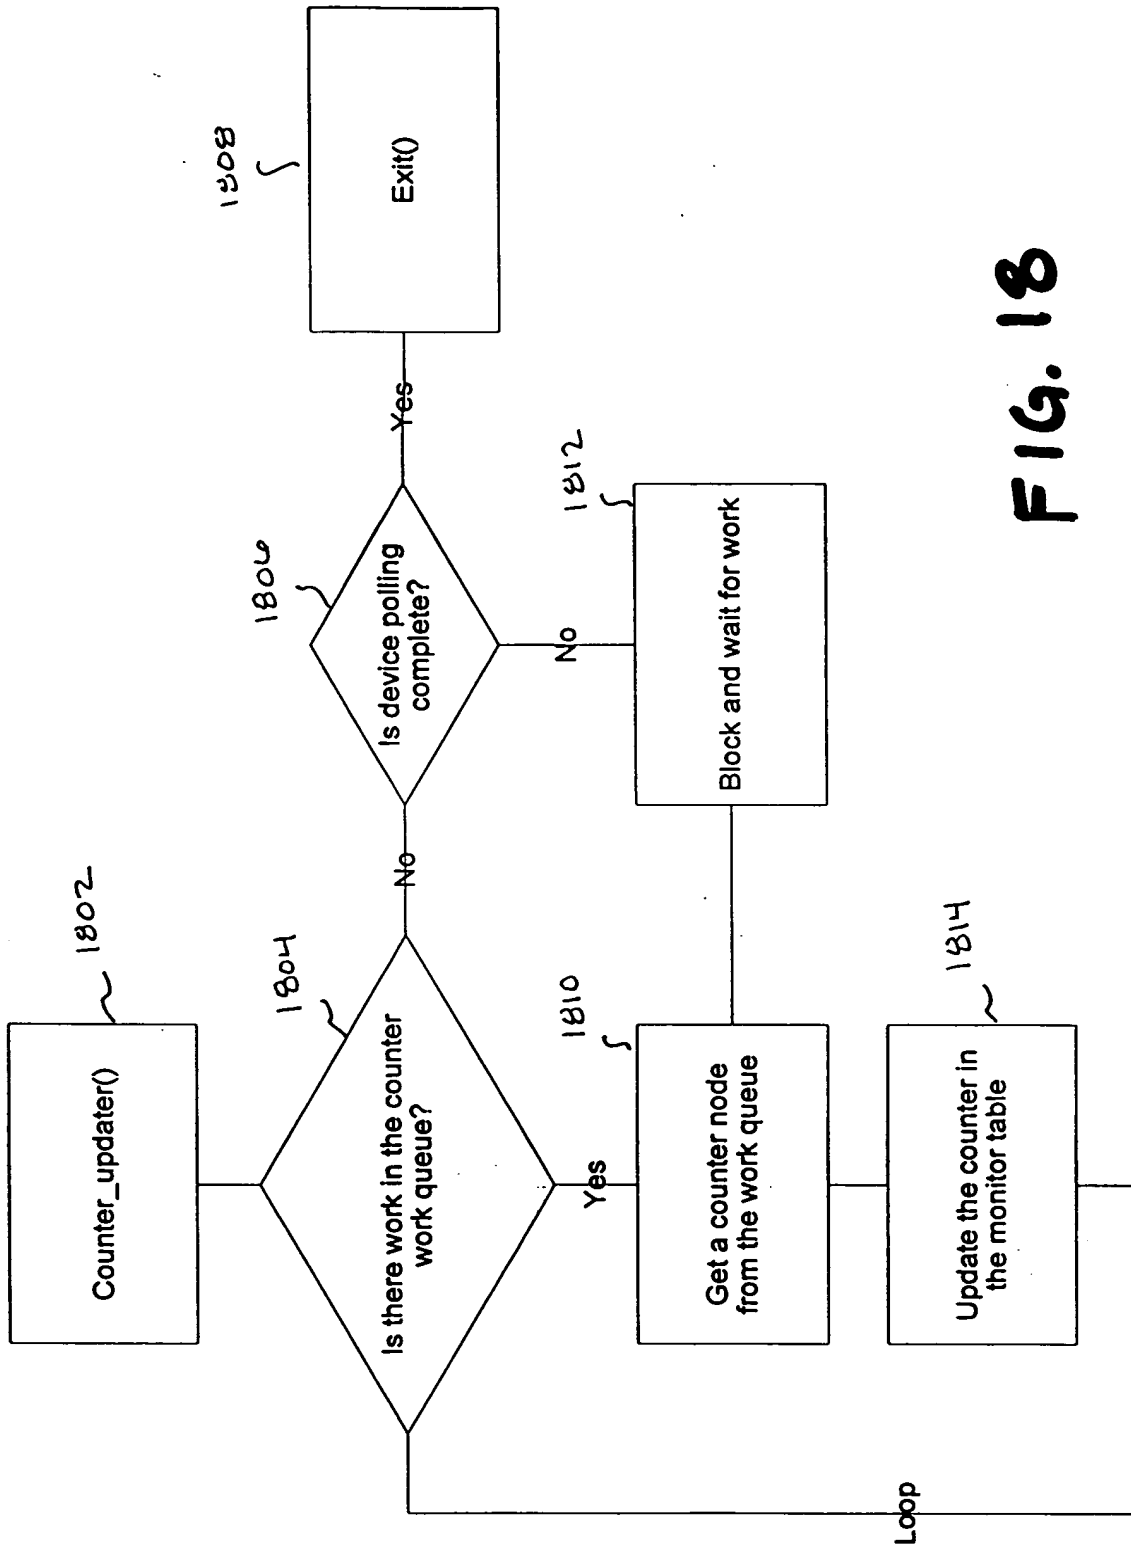 Counter_updater()
1802
Is there work in the counter
work queue?
1804
No
Is device polling
complete?
1806
Yes
Exit()
1808
Yes
No
Get a counter node
from the work queue
1810
Block and wait for work
1812
Update the counter in
the monitor table
1814
Loop
FIG. 18